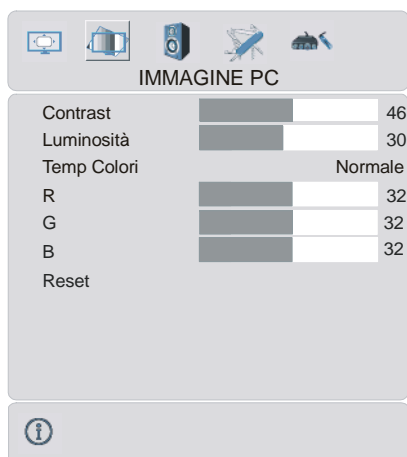 IMMAGINE PC
Contrast 46
Luminosità 30
Temp Colori Normale
R 32
G 32
B 32
Reset